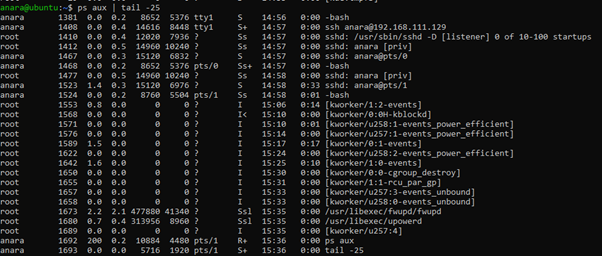 anara@ubuntu:~$ ps aux | tail -25
anara 1381 0.0 0.2 8652 5376 tty1 S 14:56 0:00 -bash
anara 1408 0.0 0.4 14616 8448 tty1 S+ 14:56 0:00 ssh anara@192.168.111.129
root 1410 0.0 0.4 12020 7936 ? Ss 14:57 0:00 sshd: /usr/sbin/sshd -D [listener] 0 of 10-100 startups
root 1412 0.0 0.5 14960 10240 ? Ss 14:57 0:00 sshd: anara [priv]
anara 1467 0.0 0.3 15120 6832 ? S 14:57 0:00 sshd: anara@pts/0
anara 1468 0.0 0.2 8652 5376 pts/0 Ss+ 14:57 0:00 -bash
root 1477 0.0 0.5 14960 10240 ? Ss 14:58 0:00 sshd: anara [priv]
anara 1523 1.4 0.3 15126 6976 ? S 14:58 0:33 sshd: anara@pts/1
anara 1524 0.0 0.2 8760 5504 pts/1 Ss 14:58 0:01 -bash
root 1553 0.8 0.0 0 0 ? I 15:06 0:14 [kworker/1:2-events]
root 1568 0.0 0.0 0 0 ? I< 15:10 0:00 [kworker/0:0H-kblockd]
root 1571 0.0 0.0 0 0 ? I 15:10 0:01 [kworker/u258:1-events_power_efficient]
root 1576 0.0 0.0 0 0 ? I 15:14 0:00 [kworker/u257:1-events_power_efficient]
root 1589 1.5 0.0 0 0 ? I 15:17 0:17 [kworker/0:1-events]
root 1622 0.0 0.0 0 0 ? I 15:24 0:00 [kworker/u258:2-events_power_efficient]
root 1642 1.6 0.0 0 0 ? I 15:25 0:10 [kworker/1:0-events]
root 1650 0.0 0.0 0 0 ? I 15:30 0:00 [kworker/0:0-cgroup_destroy]
root 1655 0.0 0.0 0 0 ? I 15:31 0:00 [kworker/1:1-rcu_par_gp]
root 1657 0.0 0.0 0 0 ? I 15:33 0:00 [kworker/u257:3-events_unbound]
root 1658 0.0 0.0 0 0 ? I 15:33 0:00 [kworker/u258:0-events_unbound]
root 1673 2.2 2.1 477880 41340 ? Ssl 15:35 0:00 /usr/libexec/fwupd/fwupd
root 1680 0.7 0.4 313956 8960 ? Ssl 15:35 0:00 /usr/libexec/upowerd
root 1689 0.0 0.0 0 0 ? I 15:35 0:00 [kworker/u257:4]
anara 1692 200 0.2 10884 4480 pts/1 R+ 15:36 0:00 ps aux
anara 1693 0.0 0.0 5716 1920 pts/1 S+ 15:36 0:00 tail -25